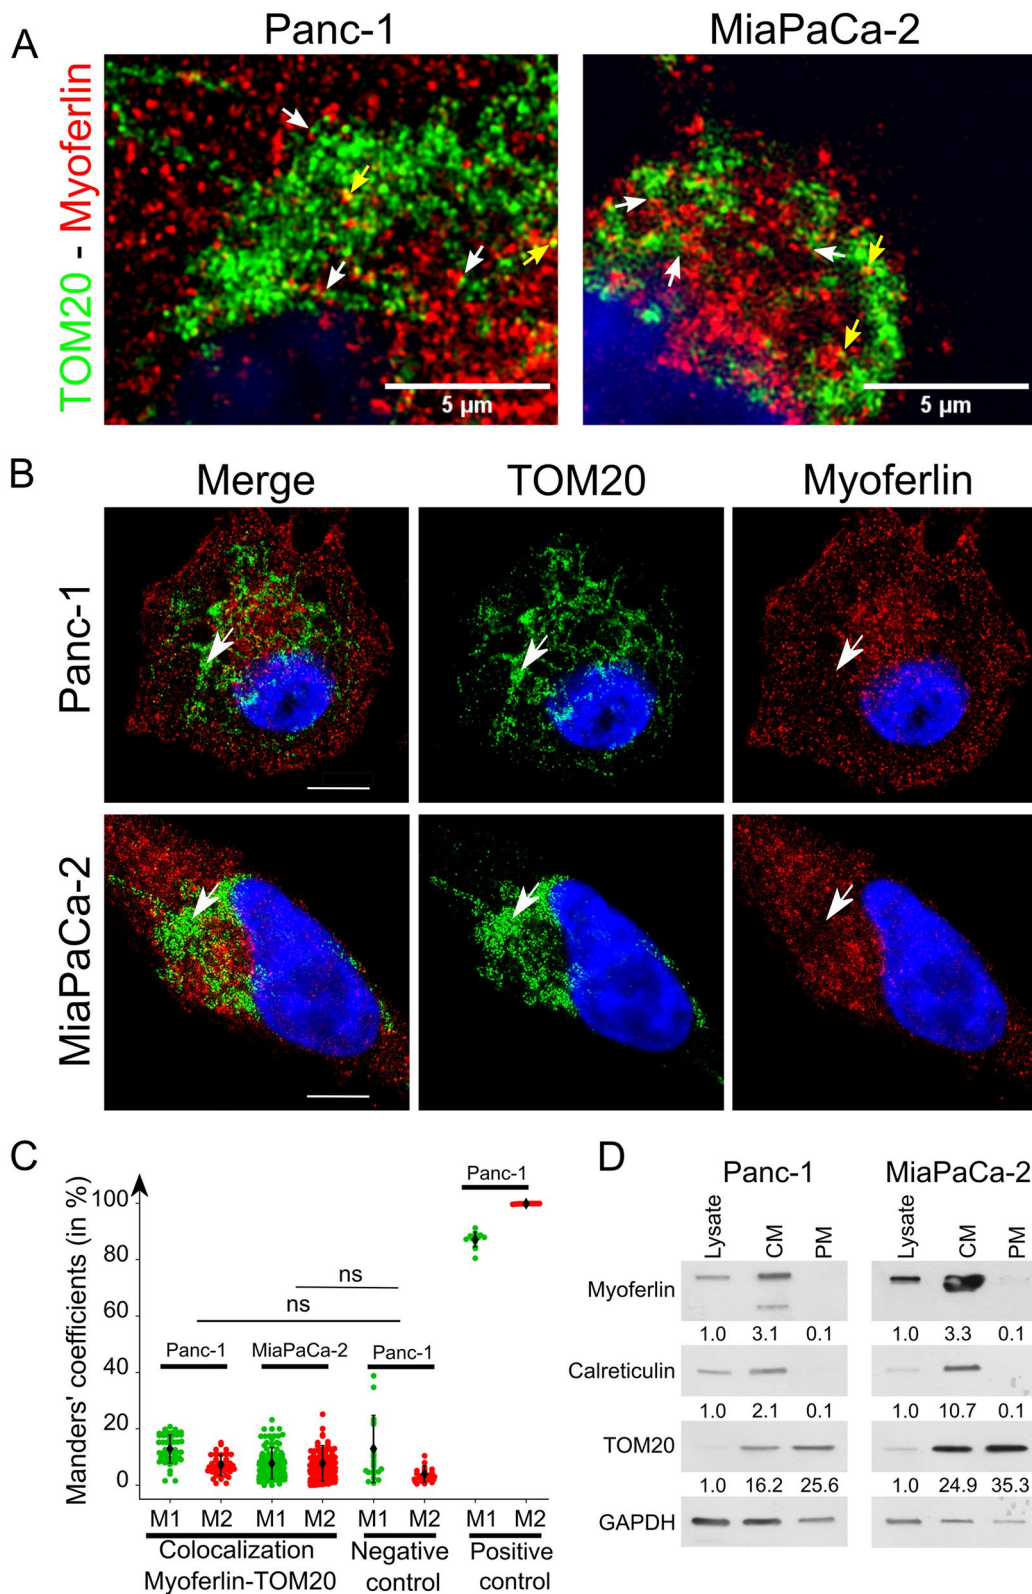 A
Panc-1
MiaPaCa-2
TOM20 - Myoferlin
5 µm
5 µm
B
Merge
TOM20
Myoferlin
Panc-1
MiaPaCa-2
C
Manders' coefficients (in %)
100
80
60
40
20
0
Panc-1
ns
ns
Panc-1
MiaPaCa-2
Panc-1
M1 M2 M1 M2 M1 M2 M1 M2
Colocalization
Myoferlin-TOM20
Negative
control
Positive
control
D
Panc-1
MiaPaCa-2
Lysate CM PM Lysate CM PM
Myoferlin
1.0 3.1 0.1 1.0 3.3 0.1
Calreticulin
1.0 2.1 0.1 1.0 10.7 0.1
TOM20
1.0 16.2 25.6 1.0 24.9 35.3
GAPDH